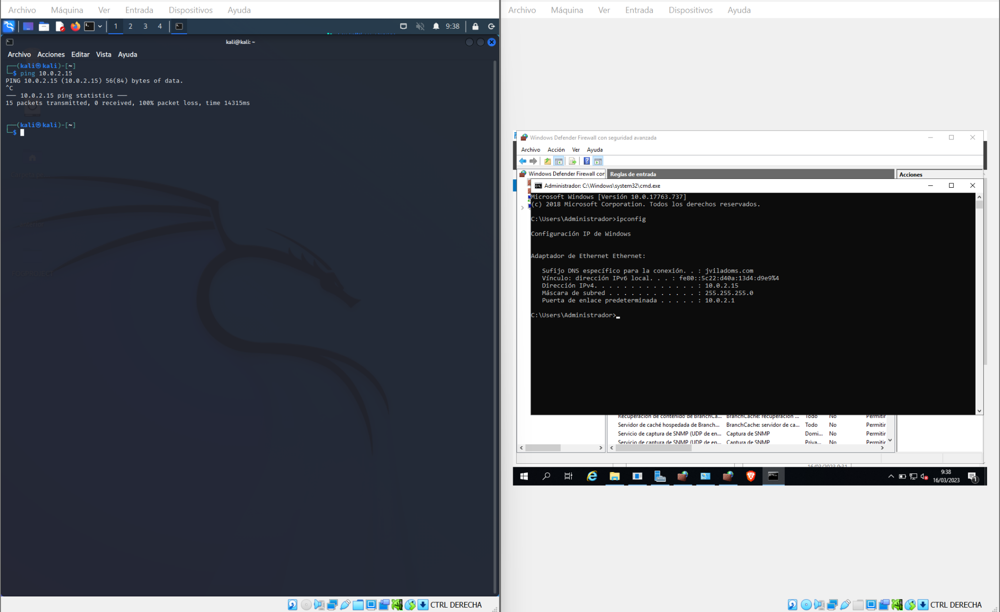 Archivo Máquina Ver Entrada Dispositivos Ayuda
1 2 3 4 9:38
kali@kali: ~
Archivo Acciones Editar Vista Ayuda
┌──(kali㉿kali)-[~]
└─$ ping 10.0.2.15
PING 10.0.2.15 (10.0.2.15) 56(84) bytes of data.
^C
─── 10.0.2.15 ping statistics ───
15 packets transmitted, 0 received, 100% packet loss, time 14315ms
┌──(kali㉿kali)-[~]
└─$
FOGPROJECT
CTRL DERECHA
Archivo Máquina Ver Entrada Dispositivos Ayuda
Windows Defender Firewall con seguridad avanzada
Archivo Acción Ver Ayuda
Windows Defender Firewall con
Reglas de entrada
Acciones
Administrador: C:\Windows\system32\cmd.exe
Microsoft Windows [Versión 10.0.17763.737]
(c) 2018 Microsoft Corporation. Todos los derechos reservados.
C:\Users\Administrador>ipconfig
Configuración IP de Windows
Adaptador de Ethernet Ethernet:
Sufijo DNS específico para la conexión. . : jviladoms.com
Vínculo: dirección IPv6 local. . . : fe80::5c22:d40a:13d4:d9e9%4
Dirección IPv4. . . . . . . . . . . . . . : 10.0.2.15
Máscara de subred . . . . . . . . . . . . : 255.255.255.0
Puerta de enlace predeterminada . . . . . : 10.0.2.1
C:\Users\Administrador>
Recuperación de contenido de BranchCa... BranchCache: recuperación ... Todo No Permitir
Servidor de caché hospedada de Branch... BranchCache: servidor de ca... Todo No Permitir
Servicio de captura de SNMP (UDP de en... Captura de SNMP Domi... No Permitir
Servicio de captura de SNMP (UDP de en... Captura de SNMP Priva... No Permitir
16/03/2023 9:31
9:38
16/03/2023
1
CTRL DERECHA